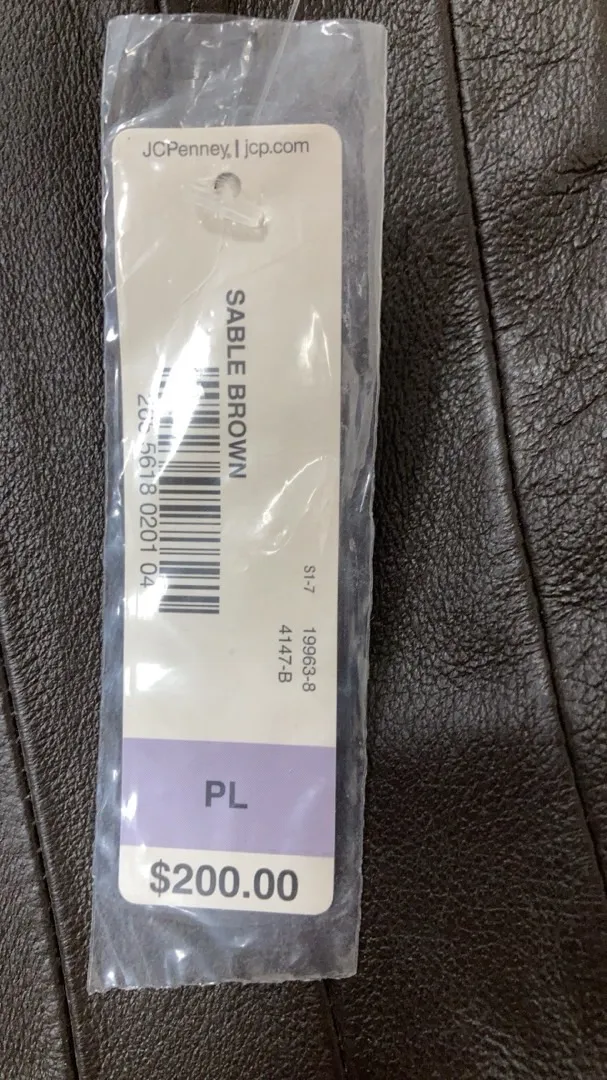 JCPenney | jcp.com
SABLE BROWN
5618 0201 04
S1-7 19963-8
4147-B
PL
$200.00